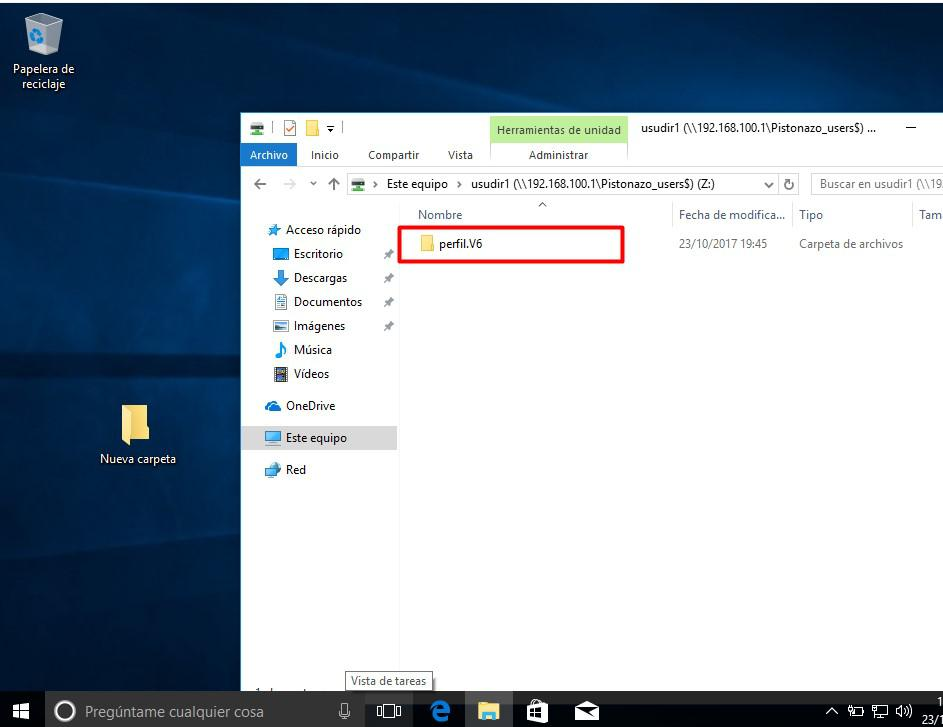 Papelera de
reciclaje
Herramientas de unidad
usudir1 (\\192.168.100.1\Pistonazo_users$) ...
Archivo
Inicio
Compartir
Vista
Administrar
Este equipo > usudir1 (\\192.168.100.1\Pistonazo_users$) (Z:)
Buscar en usudir1 (\\19
Nombre
Fecha de modifica...
Tipo
Tam
perfil.V6
23/10/2017 19:45
Carpeta de archivos
Acceso rápido
Escritorio
Descargas
Documentos
Imágenes
Música
Vídeos
OneDrive
Este equipo
Red
Nueva carpeta
Vista de tareas
Pregúntame cualquier cosa
23/